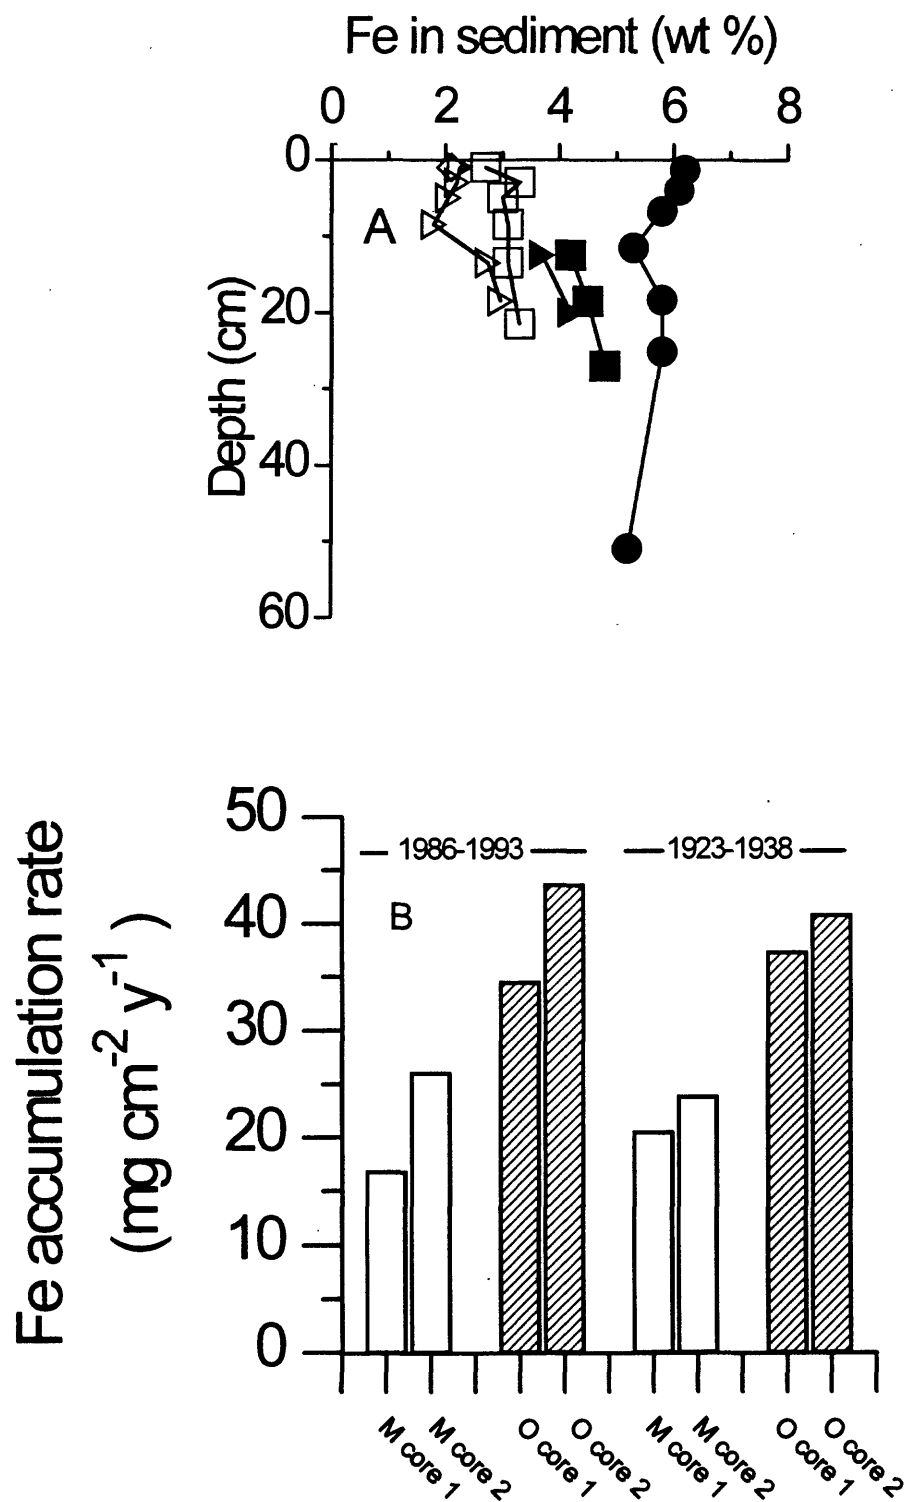 Fe in sediment (wt %)
0 2 4 6 8
0
A
20
Depth (cm)
40
60
50
1986-1993 1923-1938
40
B
30
Fe accumulation rate
(mg cm-2 y-1)
20
10
0
M core 1
M core 2
O core 1
O core 2
M core 1
M core 2
O core 1
O core 2